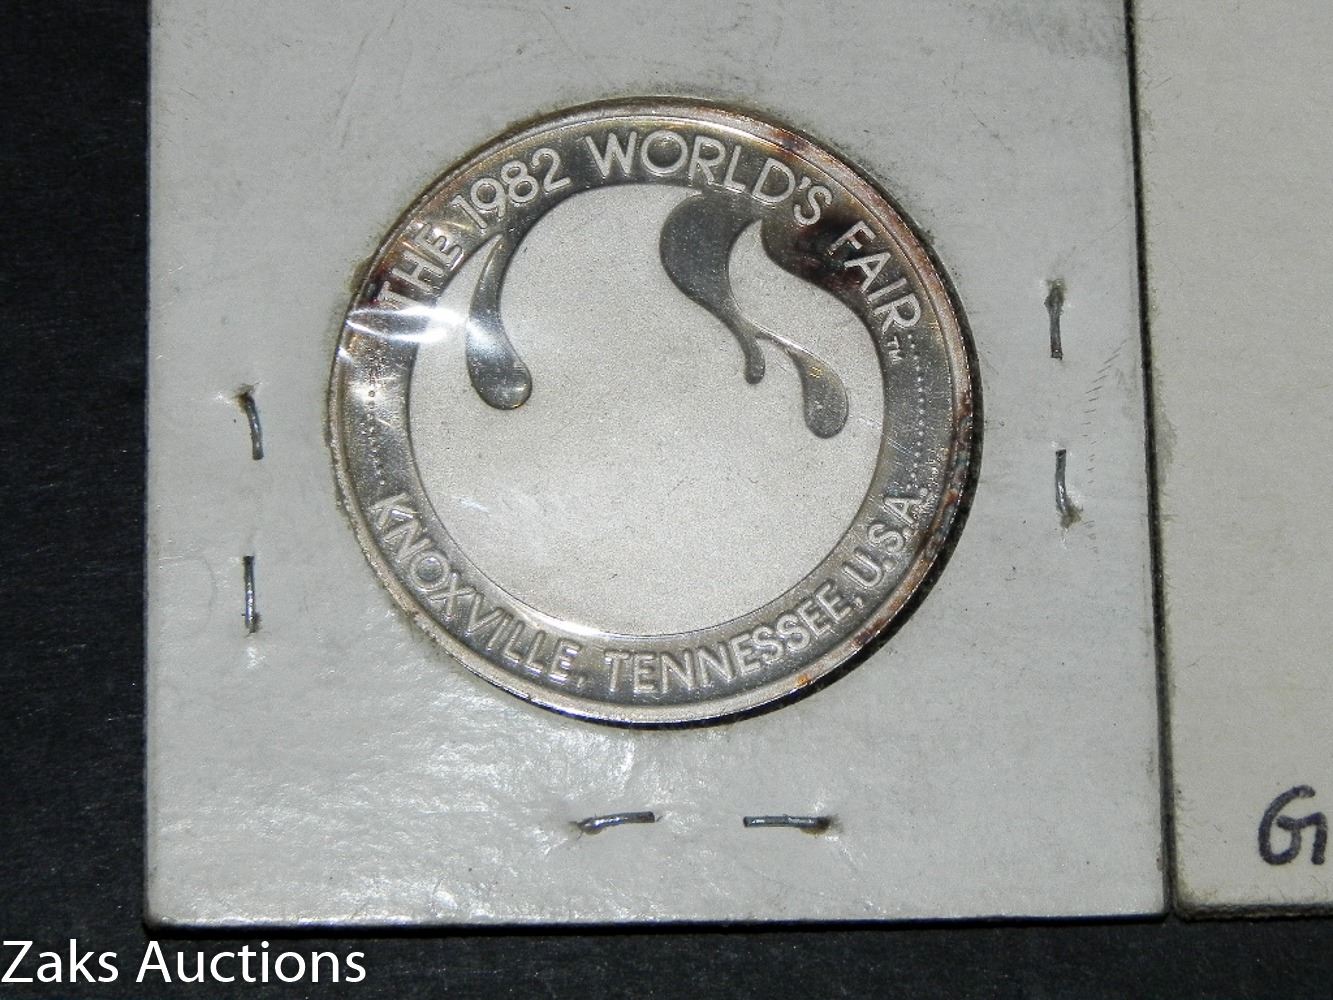 THE 1982 WORLD'S FAIR™
KNOXVILLE, TENNESSEE, U.S.A.
Zaks Auctions